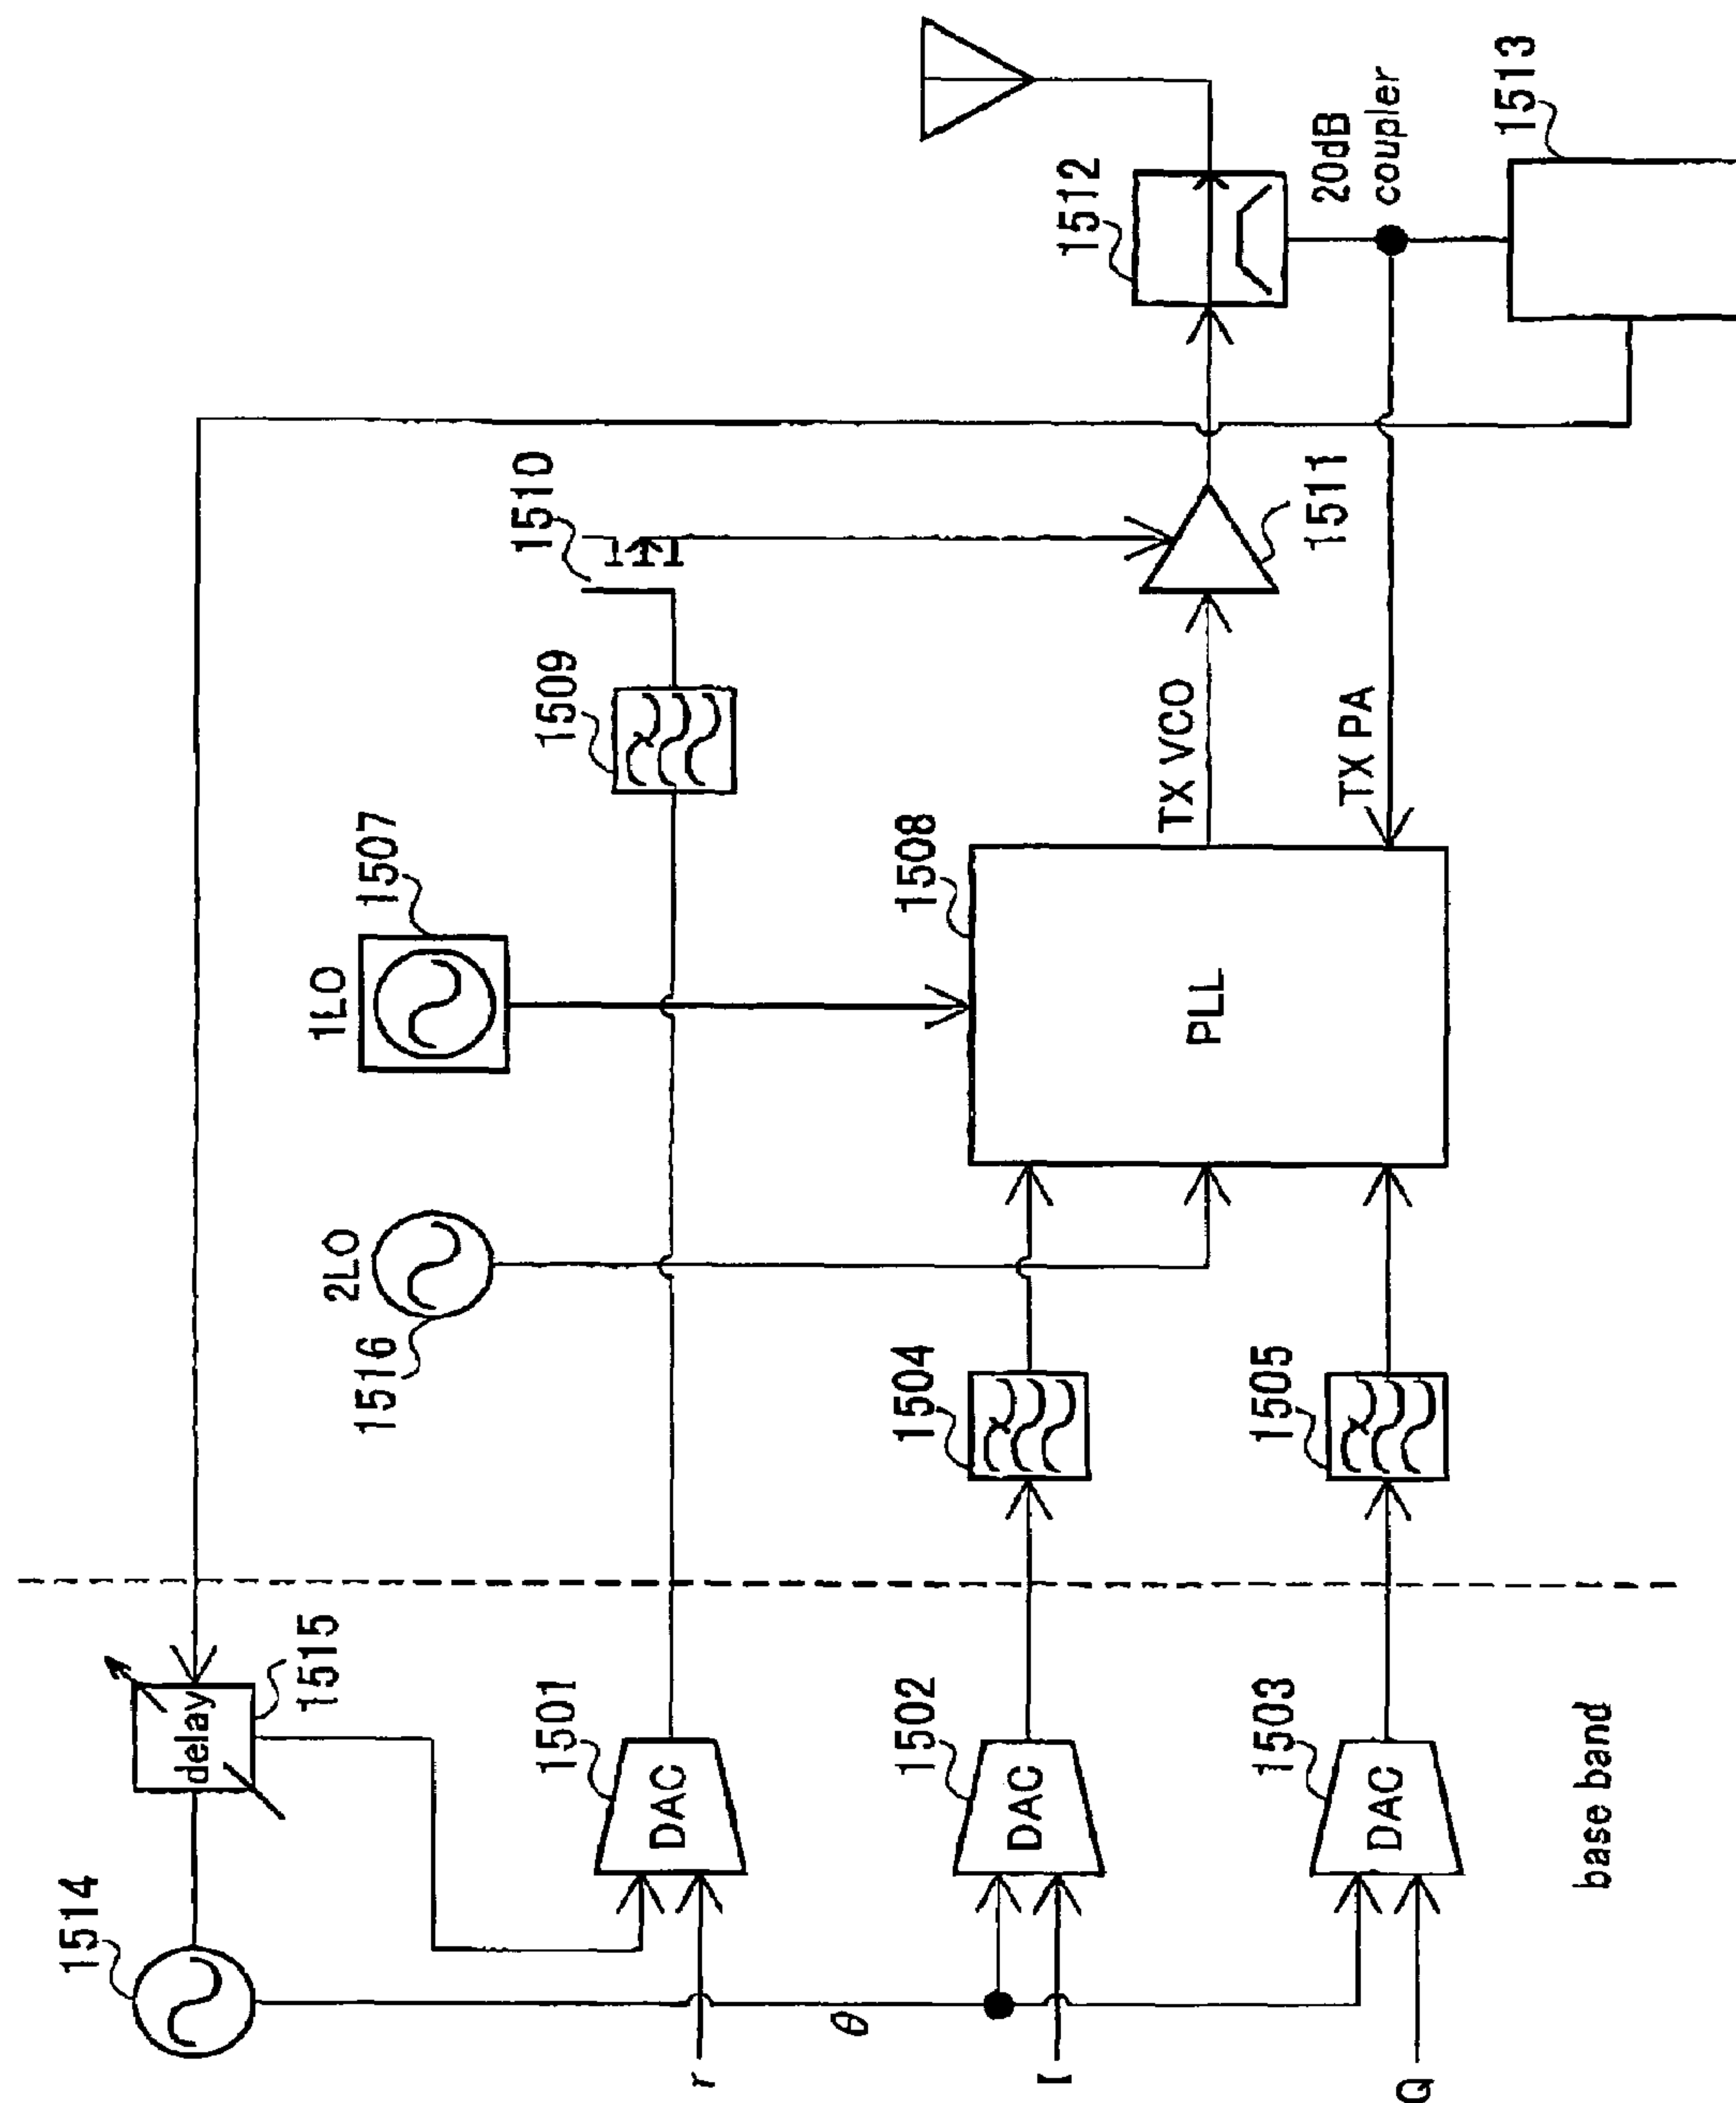 1514
delay
1515
1516
2LO
1LO
1507
1501
DAC
1509
1510
r
θ
1502
DAC
1504
1508
PLL
TX VCO
1511
1512
I
1503
DAC
1505
TX PA
20dB
coupler
Q
base band
1513